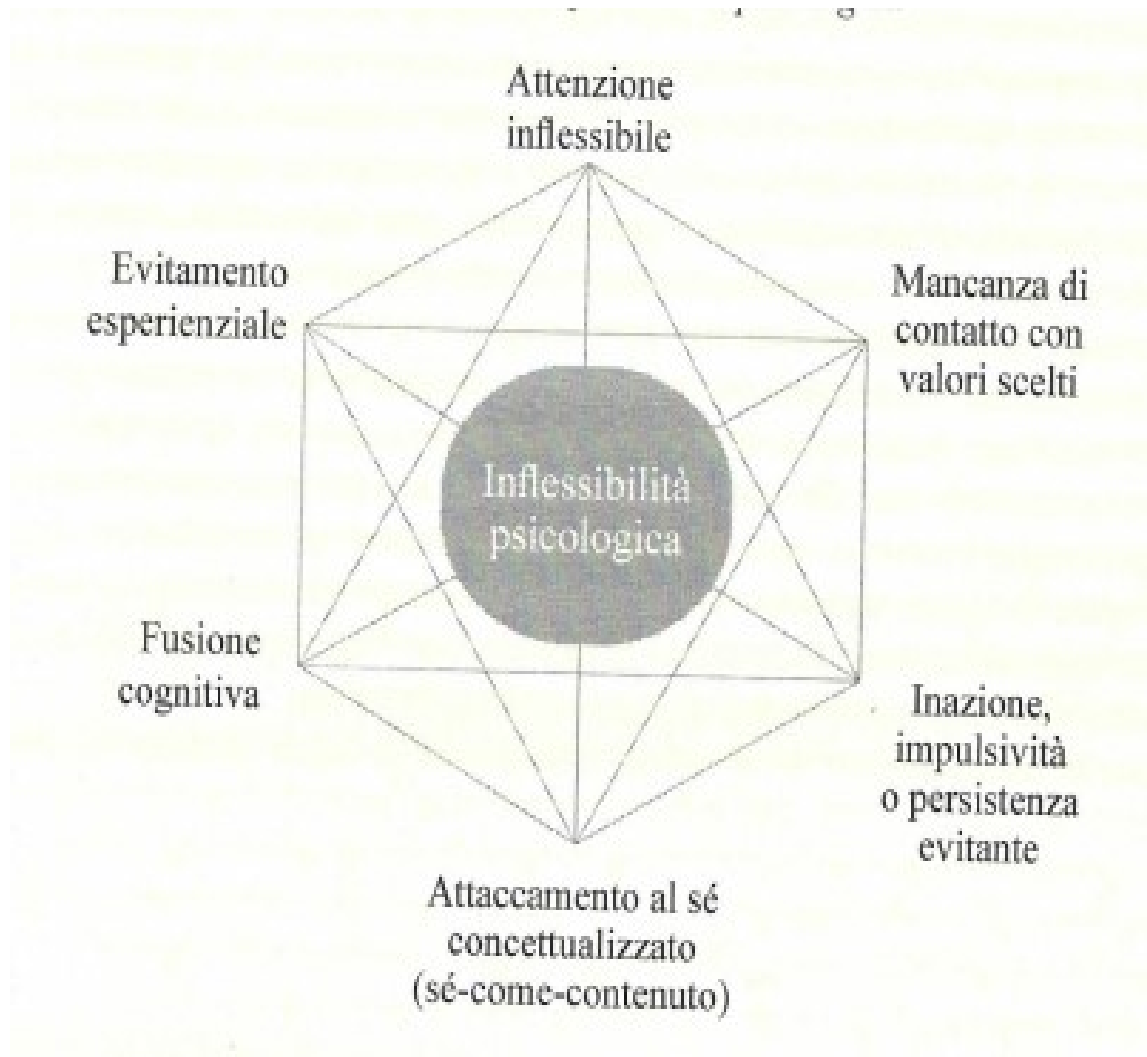 Attenzione
inflessibile
Evitamento
esperienziale
Mancanza di
contatto con
valori scelti
Inflessibilità
psicologica
Fusione
cognitiva
Inazione,
impulsività
o persistenza
evitante
Attaccamento al sé
concettualizzato
(sé-come-contenuto)